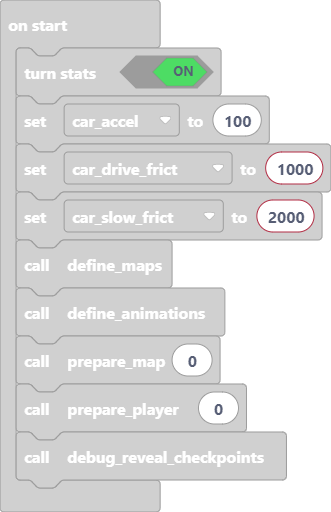 on start
turn stats ON
set car_accel to 100
set car_drive_frict to 1000
set car_slow_frict to 2000
call define_maps
call define_animations
call prepare_map 0
call prepare_player 0
call debug_reveal_checkpoints